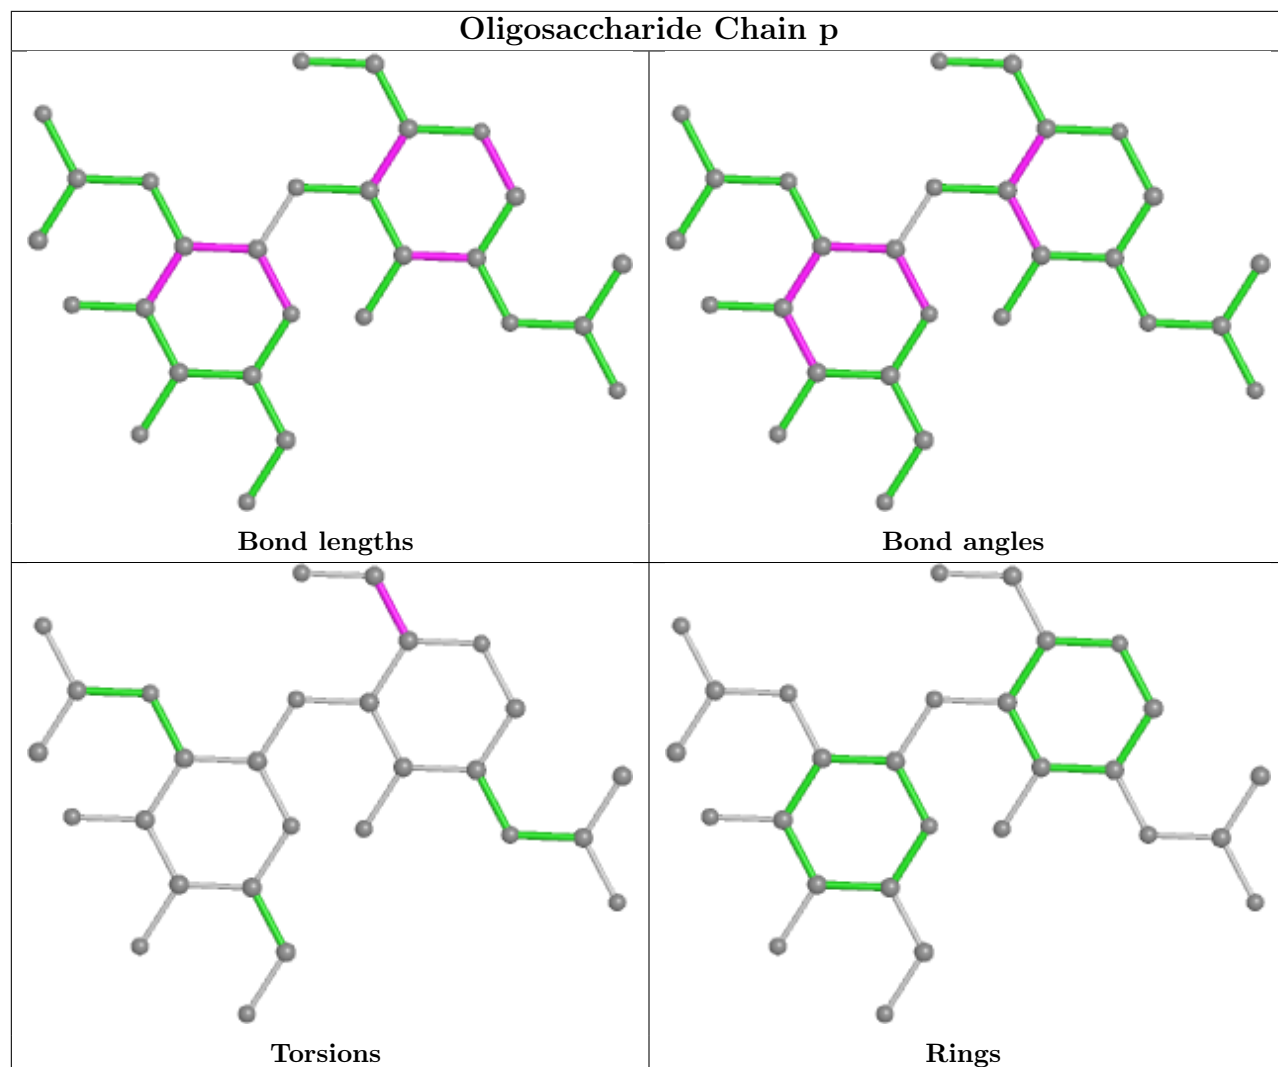 Oligosaccharide Chain p
Bond lengths
Bond angles
Torsions
Rings